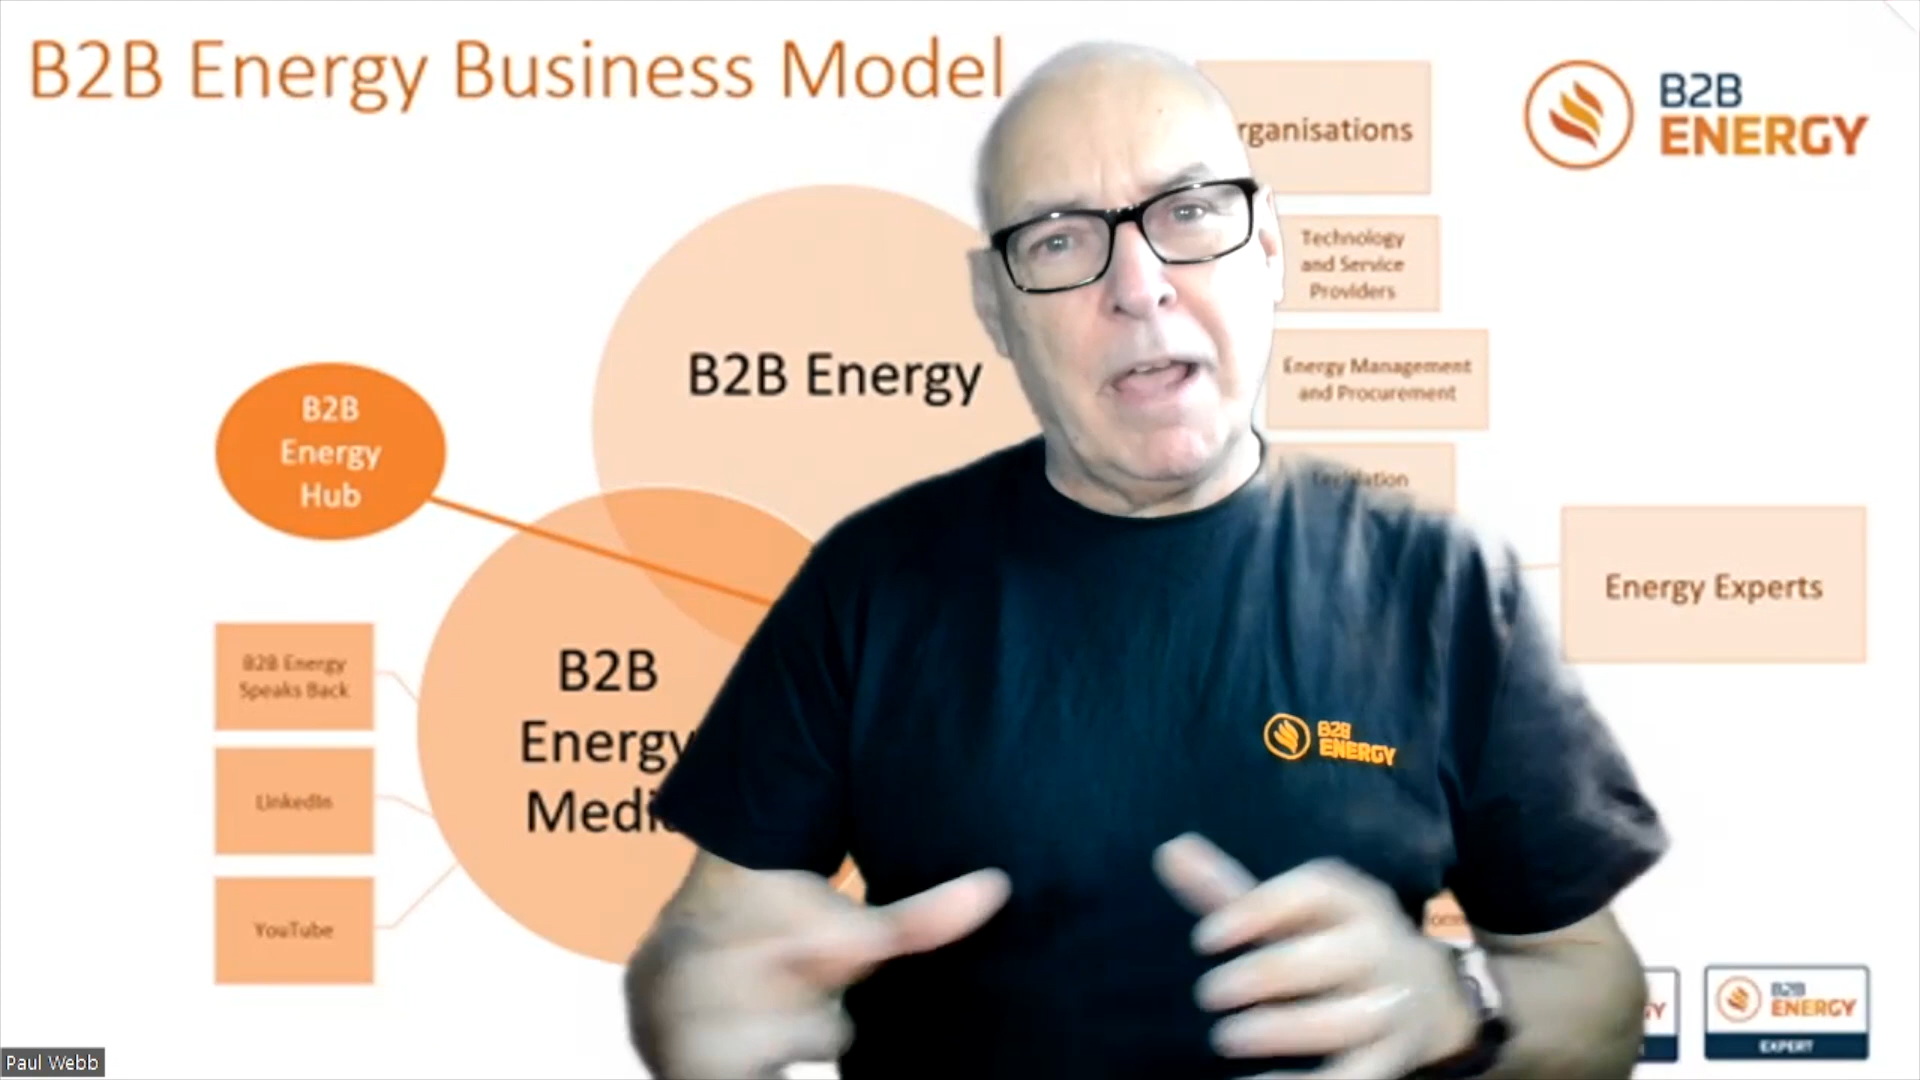 B2B Energy Business Model
rganisations
B2B
ENERGY
Technology
and Service
Providers
B2B Energy
Energy Management
and Procurement
B2B
Energy
Hub
Energy Experts
B2B Energy
Speaks Back
B2B
Energy
Medi
LinkedIn
YouTube
B2B
ENERGY
B2B
ENERGY
EXPERT
Paul Webb